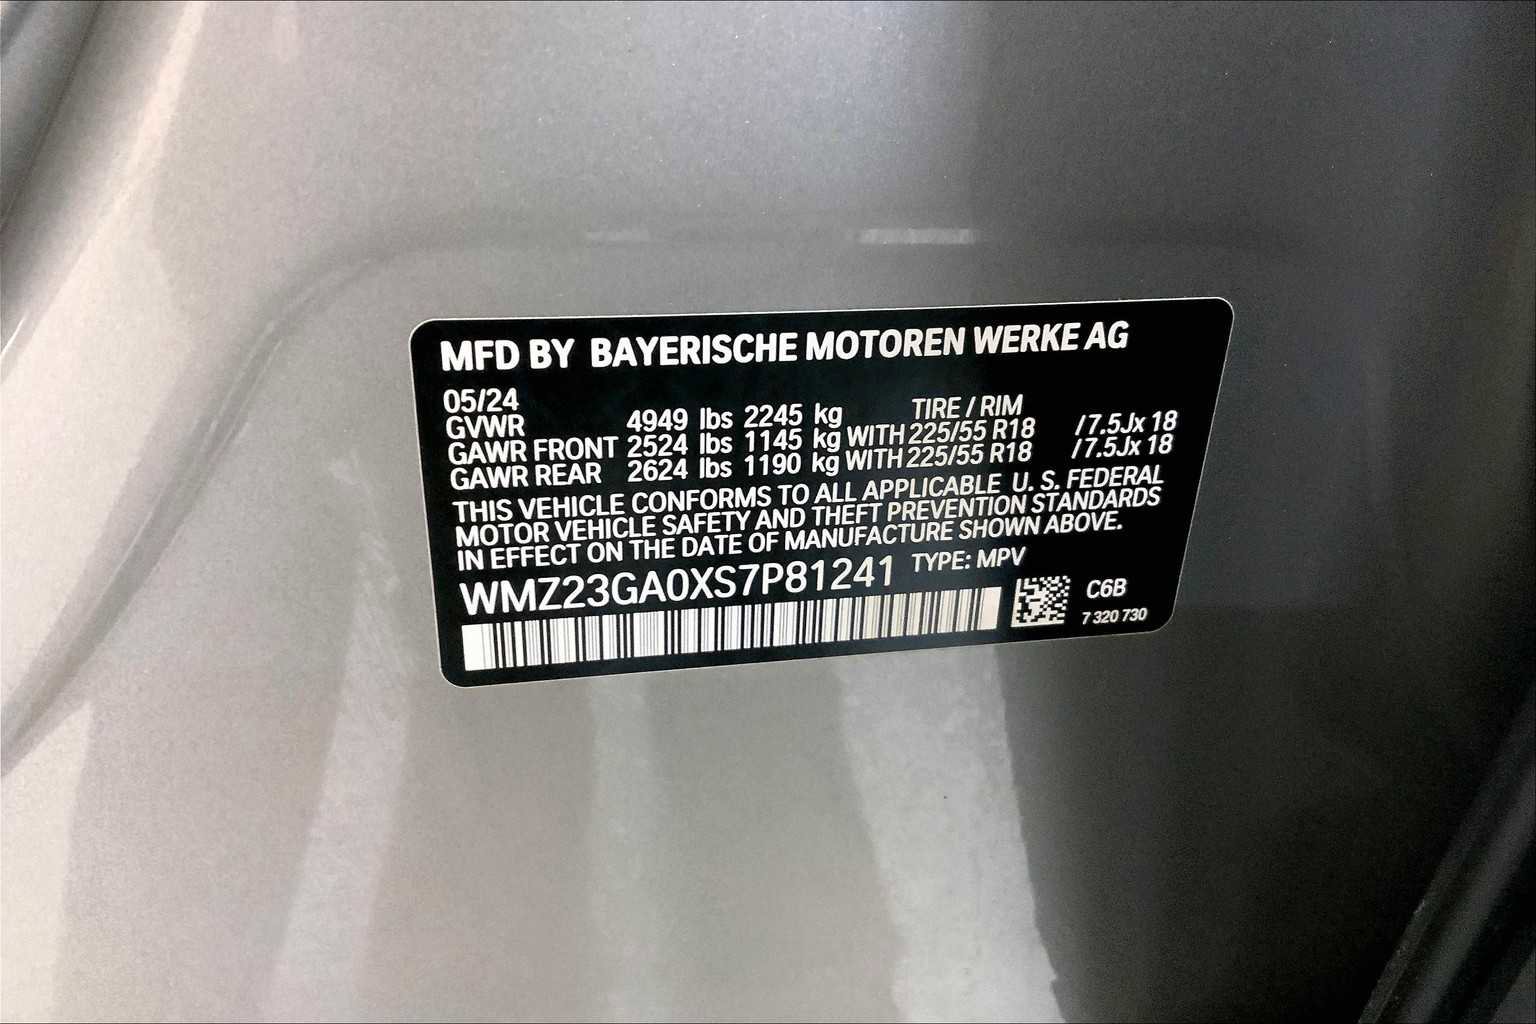 MFD BY BAYERISCHE MOTOREN WERKE AG
05/24 TIRE / RIM
GVWR 4949 lbs 2245 kg
GAWR FRONT 2524 lbs 1145 kg WITH 225/55 R18 / 7.5Jx 18
GAWR REAR 2624 lbs 1190 kg WITH 225/55 R18 / 7.5Jx 18
THIS VEHICLE CONFORMS TO ALL APPLICABLE U. S. FEDERAL
MOTOR VEHICLE SAFETY AND THEFT PREVENTION STANDARDS
IN EFFECT ON THE DATE OF MANUFACTURE SHOWN ABOVE.
WMZ23GA0XS7P81241 TYPE: MPV
C6B
7 320 730